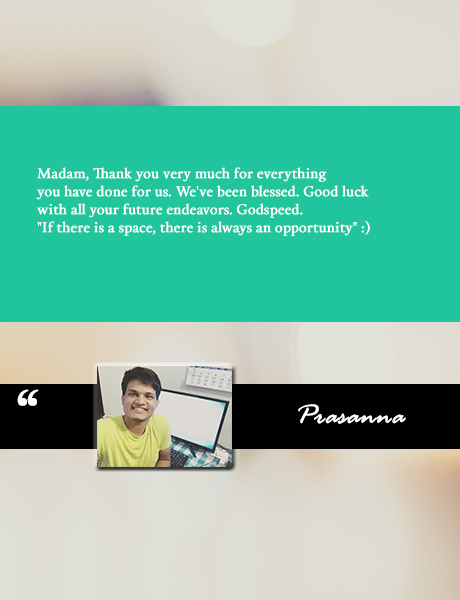 Madam, Thank you very much for everything
you have done for us. We've been blessed. Good luck
with all your future endeavors. Godspeed.
"If there is a space, there is always an opportunity" :)
“
Prasanna